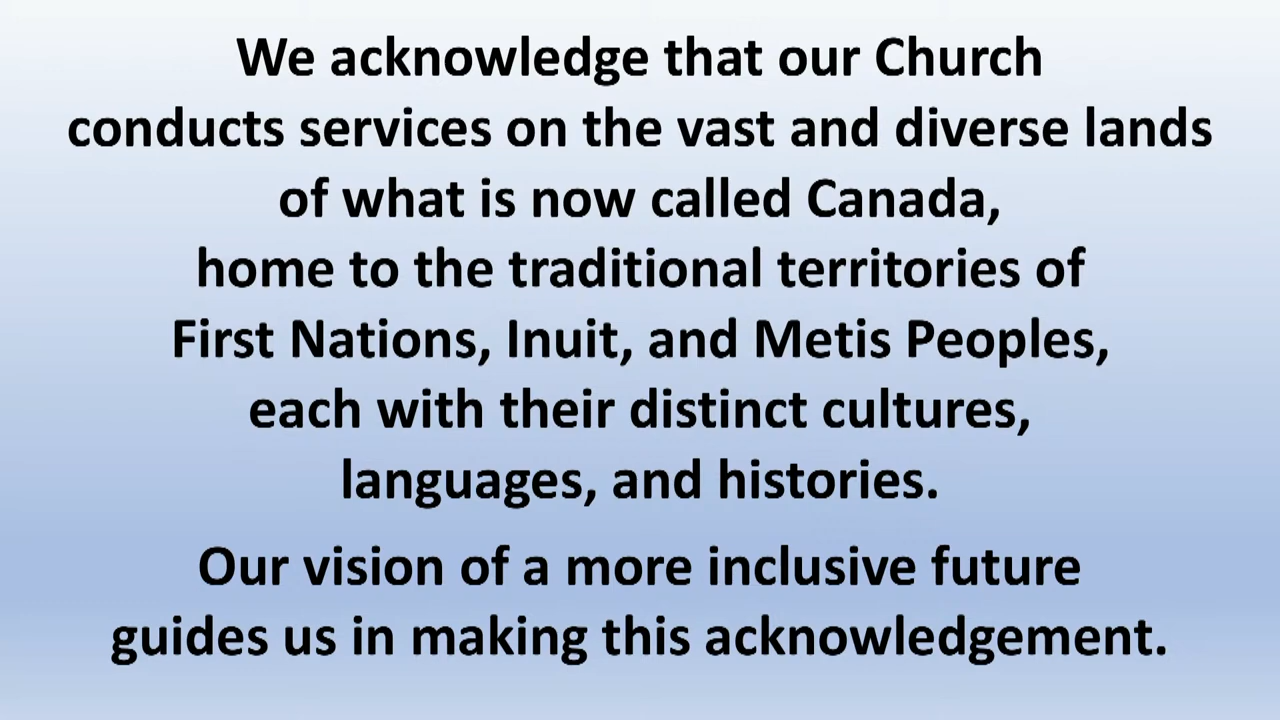 We acknowledge that our Church
conducts services on the vast and diverse lands
of what is now called Canada,
home to the traditional territories of
First Nations, Inuit, and Metis Peoples,
each with their distinct cultures,
languages, and histories.
Our vision of a more inclusive future
guides us in making this acknowledgement.